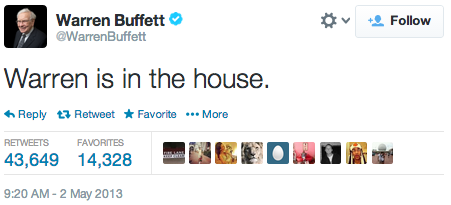 Warren Buffett
@WarrenBuffett
Follow
Warren is in the house.
Reply Retweet Favorite More
RETWEETS FAVORITES
43,649 14,328
9:20 AM - 2 May 2013